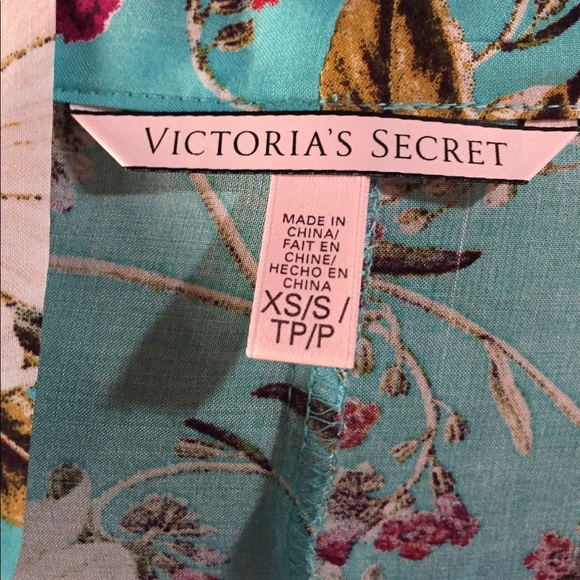 VICTORIA'S SECRET
MADE IN
CHINA/
FAIT EN
CHINE/
HECHO EN
CHINA
XS/S /
TP/P